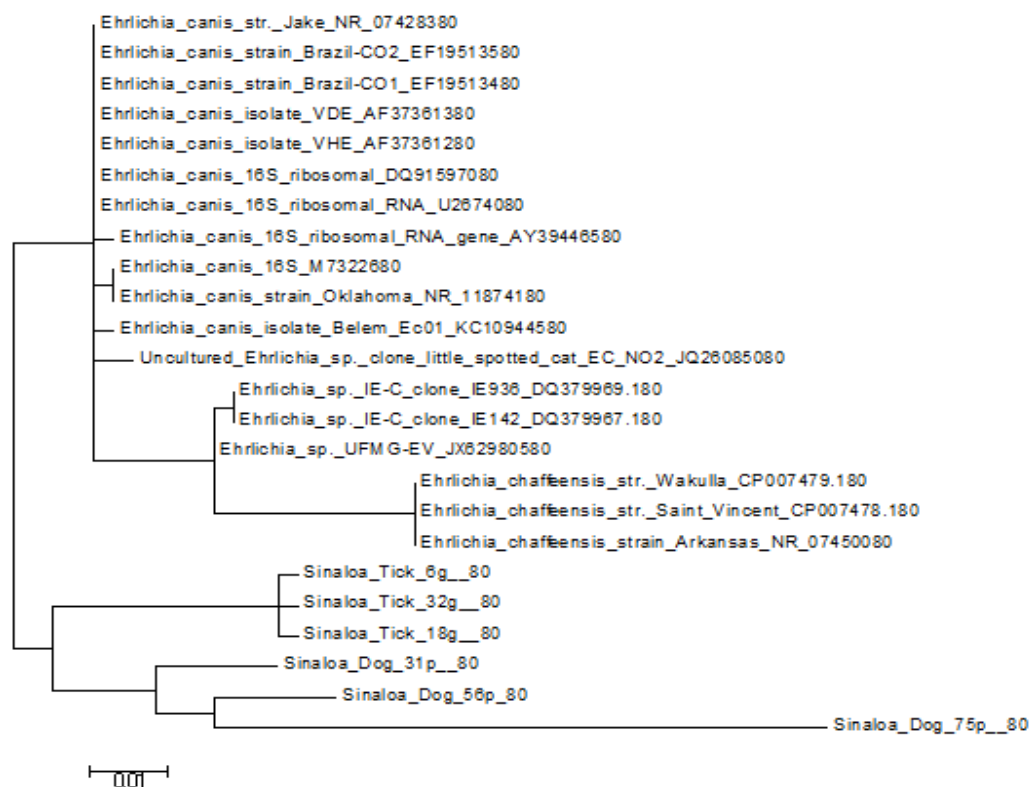 Ehrlichia_canis_str._Jake_NR_07428380
Ehrlichia_canis_strain_Brazil-CO2_EF19513580
Ehrlichia_canis_strain_Brazil-CO1_EF19513480
Ehrlichia_canis_isolate_VDE_AF37361380
Ehrlichia_canis_isolate_VHE_AF37361280
Ehrlichia_canis_16S_ribosomal_DQ91597080
Ehrlichia_canis_16S_ribosomal_RNA_U2674080
Ehrlichia_canis_16S_ribosomal_RNA_gene_AY39446580
Ehrlichia_canis_16S_M7322680
Ehrlichia_canis_strain_Oklahoma_NR_11874180
Ehrlichia_canis_isolate_Belem_Ec01_KC10944580
Uncultured_Ehrlichia_sp._clone_little_spotted_cat_EC_NO2_JQ26085080
Ehrlichia_sp._IE-C_clone_IE936_DQ379969.180
Ehrlichia_sp._IE-C_clone_IE142_DQ379967.180
Ehrlichia_sp._UFMG-EV_JX62980580
Ehrlichia_chaffeensis_str._Wakulla_CP007479.180
Ehrlichia_chaffeensis_str._Saint_Vincent_CP007478.180
Ehrlichia_chaffeensis_strain_Arkansas_NR_07450080
Sinaloa_Tick_6g__80
Sinaloa_Tick_32g__80
Sinaloa_Tick_18g__80
Sinaloa_Dog_31p__80
Sinaloa_Dog_56p_80
Sinaloa_Dog_75p__80
0.01